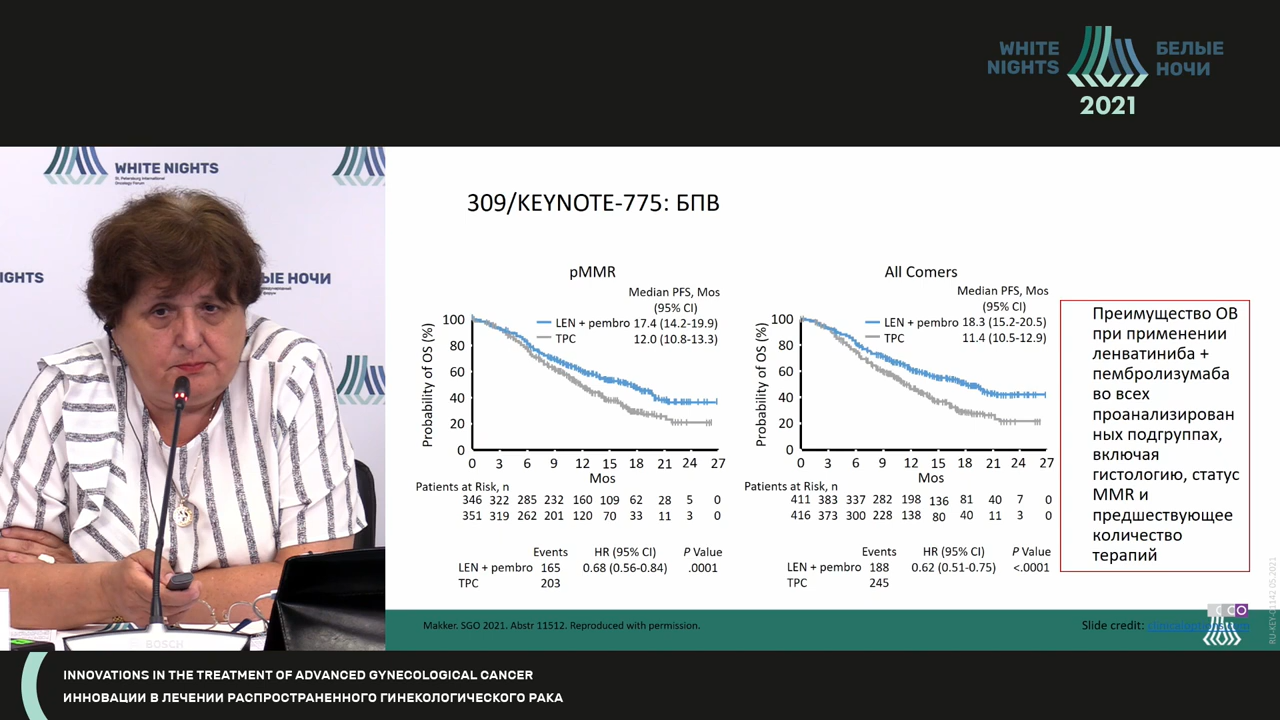 WHITE
NIGHTS
БЕЛЫЕ
НОЧИ
2021
WHITE NIGHTS
St. Petersburg International
Oncology Forum
IGHTS
ЫЕ НОЧИ
BOSCH
309/KEYNOTE-775: БПВ
pMMR
Median PFS, Mos
(95% CI)
LEN + pembro 17.4 (14.2-19.9)
TPC 12.0 (10.8-13.3)
Probability of OS (%)
100
80
60
40
20
0
0 3 6 9 12 15 18 21 24 27
Mos
Patients at Risk, n
346 322 285 232 160 109 62 28 5 0
351 319 262 201 120 70 33 11 3 0
Events HR (95% CI) P Value
LEN + pembro 165 0.68 (0.56-0.84) .0001
TPC 203
All Comers
Median PFS, Mos
(95% CI)
LEN + pembro 18.3 (15.2-20.5)
TPC 11.4 (10.5-12.9)
Probability of OS (%)
100
80
60
40
20
0
0 3 6 9 12 15 18 21 24 27
Mos
Patients at Risk, n
411 383 337 282 198 136 81 40 7 0
416 373 300 228 138 80 40 11 3 0
Events HR (95% CI) P Value
LEN + pembro 188 0.62 (0.51-0.75) <.0001
TPC 245
Преимущество ОВ
при применении
ленватиниба +
пембролизумаба
во всех
проанализирован
ных подгруппах,
включая
гистологию, статус
MMR и
предшествующее
количество
терапий
Makker. SGO 2021. Abstr 11512. Reproduced with permission.
Slide credit:
INNOVATIONS IN THE TREATMENT OF ADVANCED GYNECOLOGICAL CANCER
ИННОВАЦИИ В ЛЕЧЕНИИ РАСПРОСТРАНЕННОГО ГИНЕКОЛОГИЧЕСКОГО РАКА